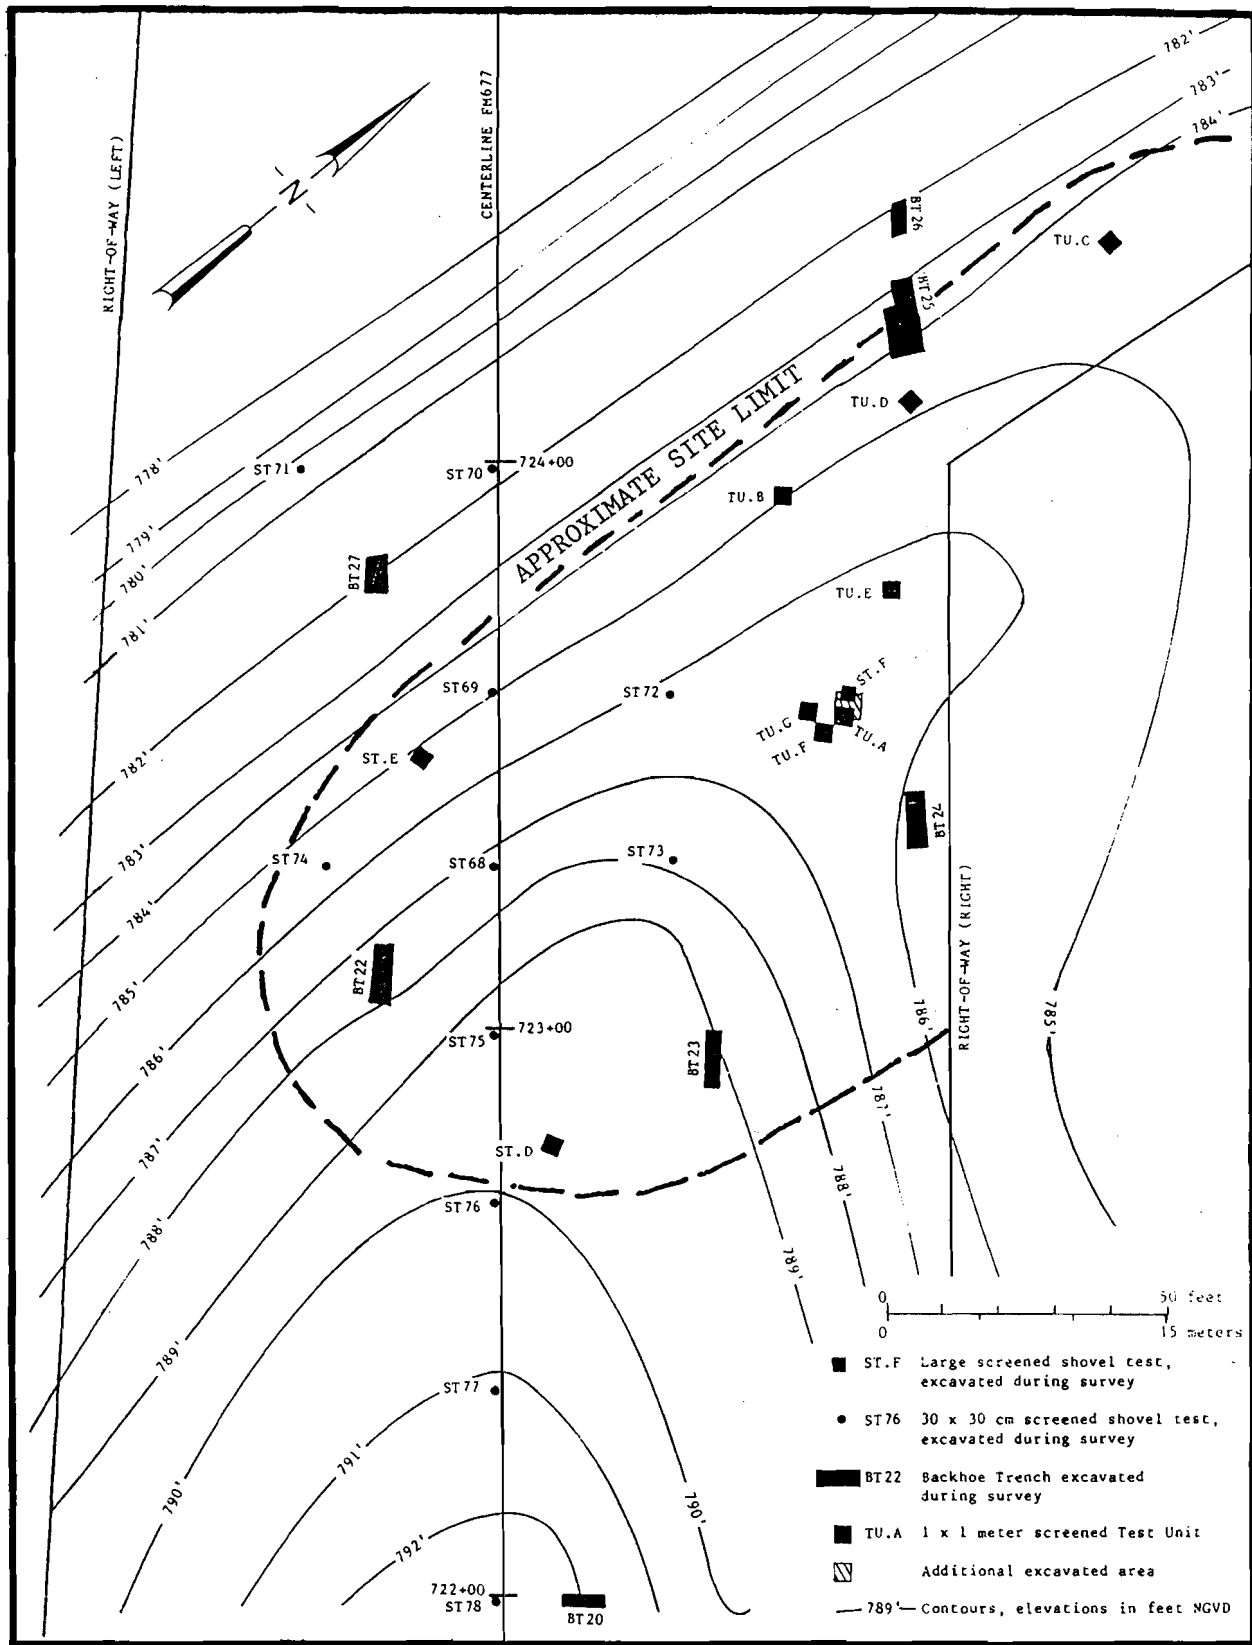 782'
783'
784'
CENTERLINE FM677
RIGHT-OF-WAY (LEFT)
N
BT26
TU.C
BT25
APPROXIMATE SITE LIMIT
TU.D
778'
ST71
ST70
724+00
TU.B
779'
780'
BT27
781'
TU.E
ST69
ST72
ST.F
TU.G
TU.A
TU.F
782'
ST.E
BT24
783'
ST74
ST68
ST73
784'
RIGHT-OF-WAY (RIGHT)
BT22
785'
786'
785'
723+00
ST75
BT23
786'
787'
787'
ST.D
788'
788'
ST76
789'
0 50 feet
0 15 meters
789'
ST.F Large screened shovel test,
excavated during survey
ST77
ST76 30 x 30 cm screened shovel test,
excavated during survey
791'
BT22 Backhoe Trench excavated
during survey
790'
790'
TU.A 1 x 1 meter screened Test Unit
792'
Additional excavated area
722+00
ST78
BT20
789' Contours, elevations in feet NGVD